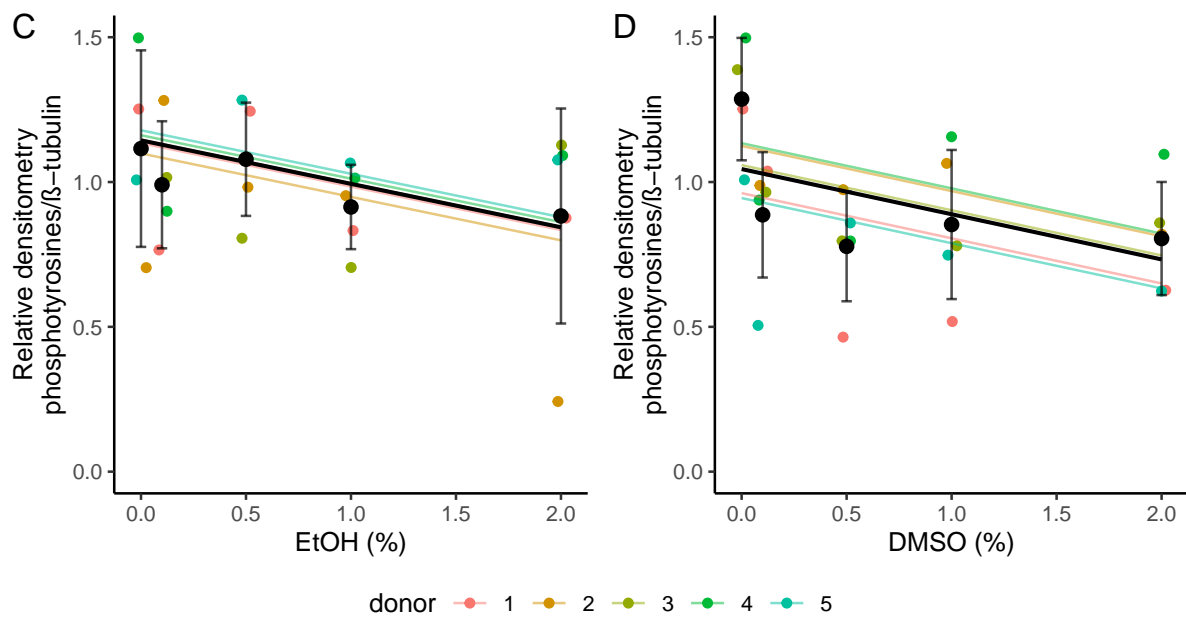 C
Relative densitometry
phosphotyrosines/ß−tubulin
1.5
1.0
0.5
0.0
0.0 0.5 1.0 1.5 2.0
EtOH (%)
D
Relative densitometry
phosphotyrosines/ß−tubulin
1.5
1.0
0.5
0.0
0.0 0.5 1.0 1.5 2.0
DMSO (%)
donor 1 2 3 4 5